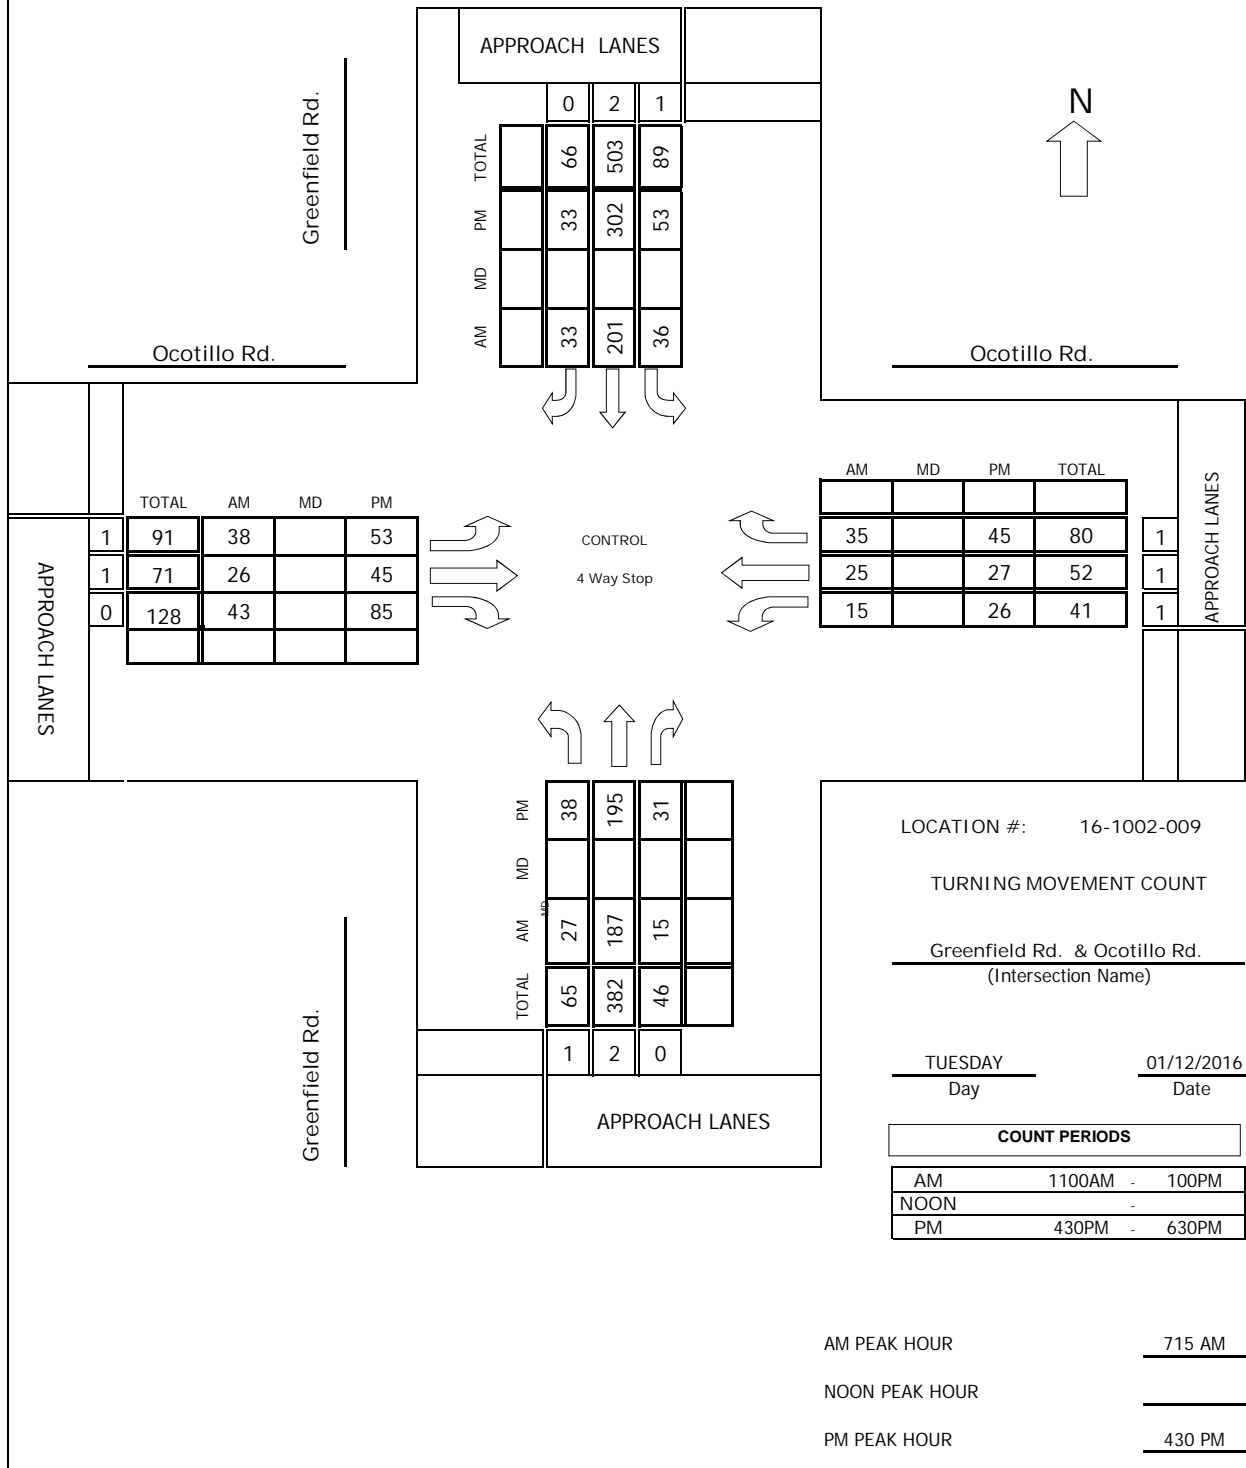 APPROACH LANES
0 2 1
N
Greenfield Rd.
TOTAL 66 503 89
PM 33 302 53
MD
AM 33 201 36
Ocotillo Rd.
Ocotillo Rd.
AM MD PM TOTAL
TOTAL AM MD PM
1 91 38 53
1 71 26 45
0 128 43 85
APPROACH LANES
CONTROL
4 Way Stop
35 45 80 1
25 27 52 1
15 26 41 1
APPROACH LANES
PM 38 195 31
MD
MD
AM 27 187 15
TOTAL 65 382 46
1 2 0
APPROACH LANES
Greenfield Rd.
LOCATION #: 16-1002-009
TURNING MOVEMENT COUNT
Greenfield Rd. & Ocotillo Rd.
(Intersection Name)
TUESDAY 01/12/2016
Day Date
COUNT PERIODS
AM 1100AM - 100PM
NOON -
PM 430PM - 630PM
AM PEAK HOUR 715 AM
NOON PEAK HOUR
PM PEAK HOUR 430 PM